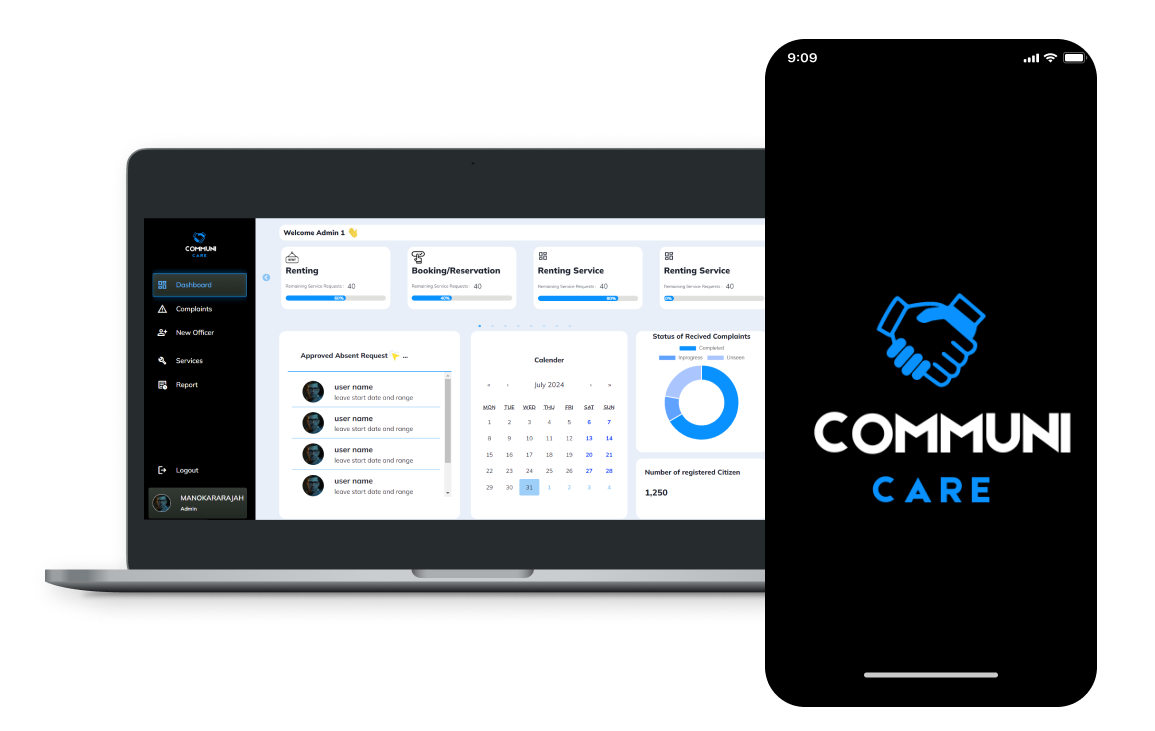 COMMUNI
CARE
Dashboard
Complaints
New Officer
Services
Report
Logout
MANOKARARAJAH
Admin
Welcome Admin 1
RENT
Renting
Remaining Service Requests : 40
60%
Booking/Reservation
Remaining Service Requests : 40
40%
Renting Service
Remaining Service Requests : 40
80%
Renting Service
Remaining Service Requests : 40
0%
Approved Absent Request ...
user name
leave start date and range
user name
leave start date and range
user name
leave start date and range
user name
leave start date and range
Calender
« ‹ July 2024 › »
MON TUE WED THU FRI SAT SUN
1 2 3 4 5 6 7
8 9 10 11 12 13 14
15 16 17 18 19 20 21
22 23 24 25 26 27 28
29 30 31 1 2 3 4
Status of Recived Complaints
Completed
Inprogress Unseen
Number of registered Citizen
1,250
9:09
COMMUNI
CARE